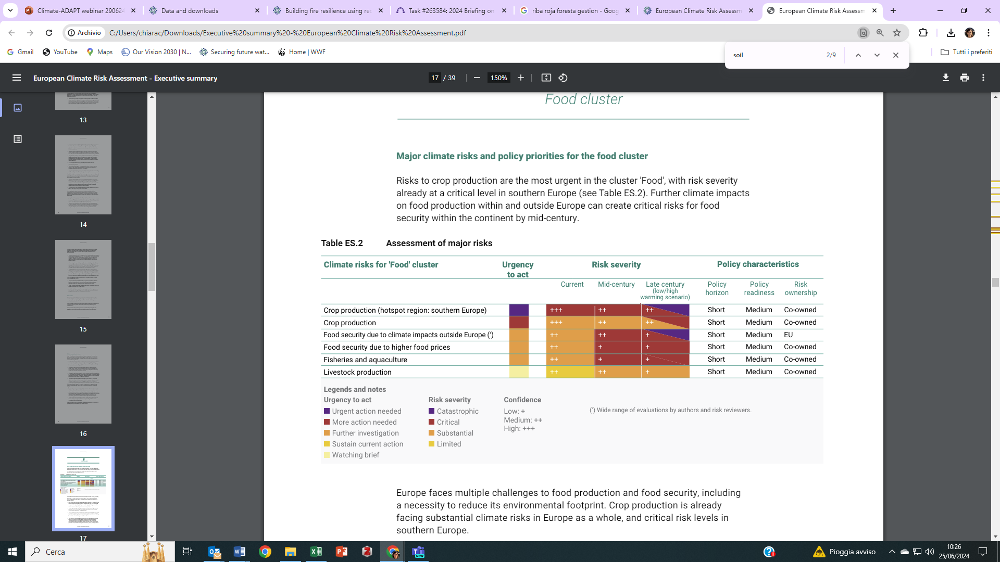 Climate-ADAPT webinar 290624
Data and downloads
Building fire resilience using rec
Task #263584: 2024 Briefing on
riba roja foresta gestion - Goog
European Climate Risk Assessm
European Climate Risk Assessm
Archivio
C:/Users/chiarac/Downloads/Executive%20summary%20-%20European%20Climate%20Risk%20Assessment.pdf
Gmail
YouTube
Maps
Our Vision 2030 | N...
Securing future wat...
Home | WWF
soil
2/9
Tutti i preferiti
European Climate Risk Assessment - Executive summary
17 / 39
150%
13
14
15
16
17
Food cluster
Major climate risks and policy priorities for the food cluster
Risks to crop production are the most urgent in the cluster 'Food', with risk severity
already at a critical level in southern Europe (see Table ES.2). Further climate impacts
on food production within and outside Europe can create critical risks for food
security within the continent by mid-century.
Table ES.2 Assessment of major risks
Climate risks for 'Food' cluster
Urgency
to act
Risk severity
Policy characteristics
Current
Mid-century
Late century
(low/high
warming scenario)
Policy
horizon
Policy
readiness
Risk
ownership
Crop production (hotspot region: southern Europe) +++ ++ ++ Short Medium Co-owned
Crop production +++ ++ ++ Short Medium Co-owned
Food security due to climate impacts outside Europe (*) ++ ++ + Short Medium EU
Food security due to higher food prices ++ + + Short Medium Co-owned
Fisheries and aquaculture ++ + + Short Medium Co-owned
Livestock production ++ ++ + Short Medium Co-owned
Legends and notes
Urgency to act
Urgent action needed
More action needed
Further investigation
Sustain current action
Watching brief
Risk severity
Catastrophic
Critical
Substantial
Limited
Confidence
Low: +
Medium: ++
High: +++
(*) Wide range of evaluations by authors and risk reviewers.
Europe faces multiple challenges to food production and food security, including
a necessity to reduce its environmental footprint. Crop production is already
facing substantial climate risks in Europe as a whole, and critical risk levels in
southern Europe.
Cerca
NEW
Pioggia avviso
10:26
25/06/2024